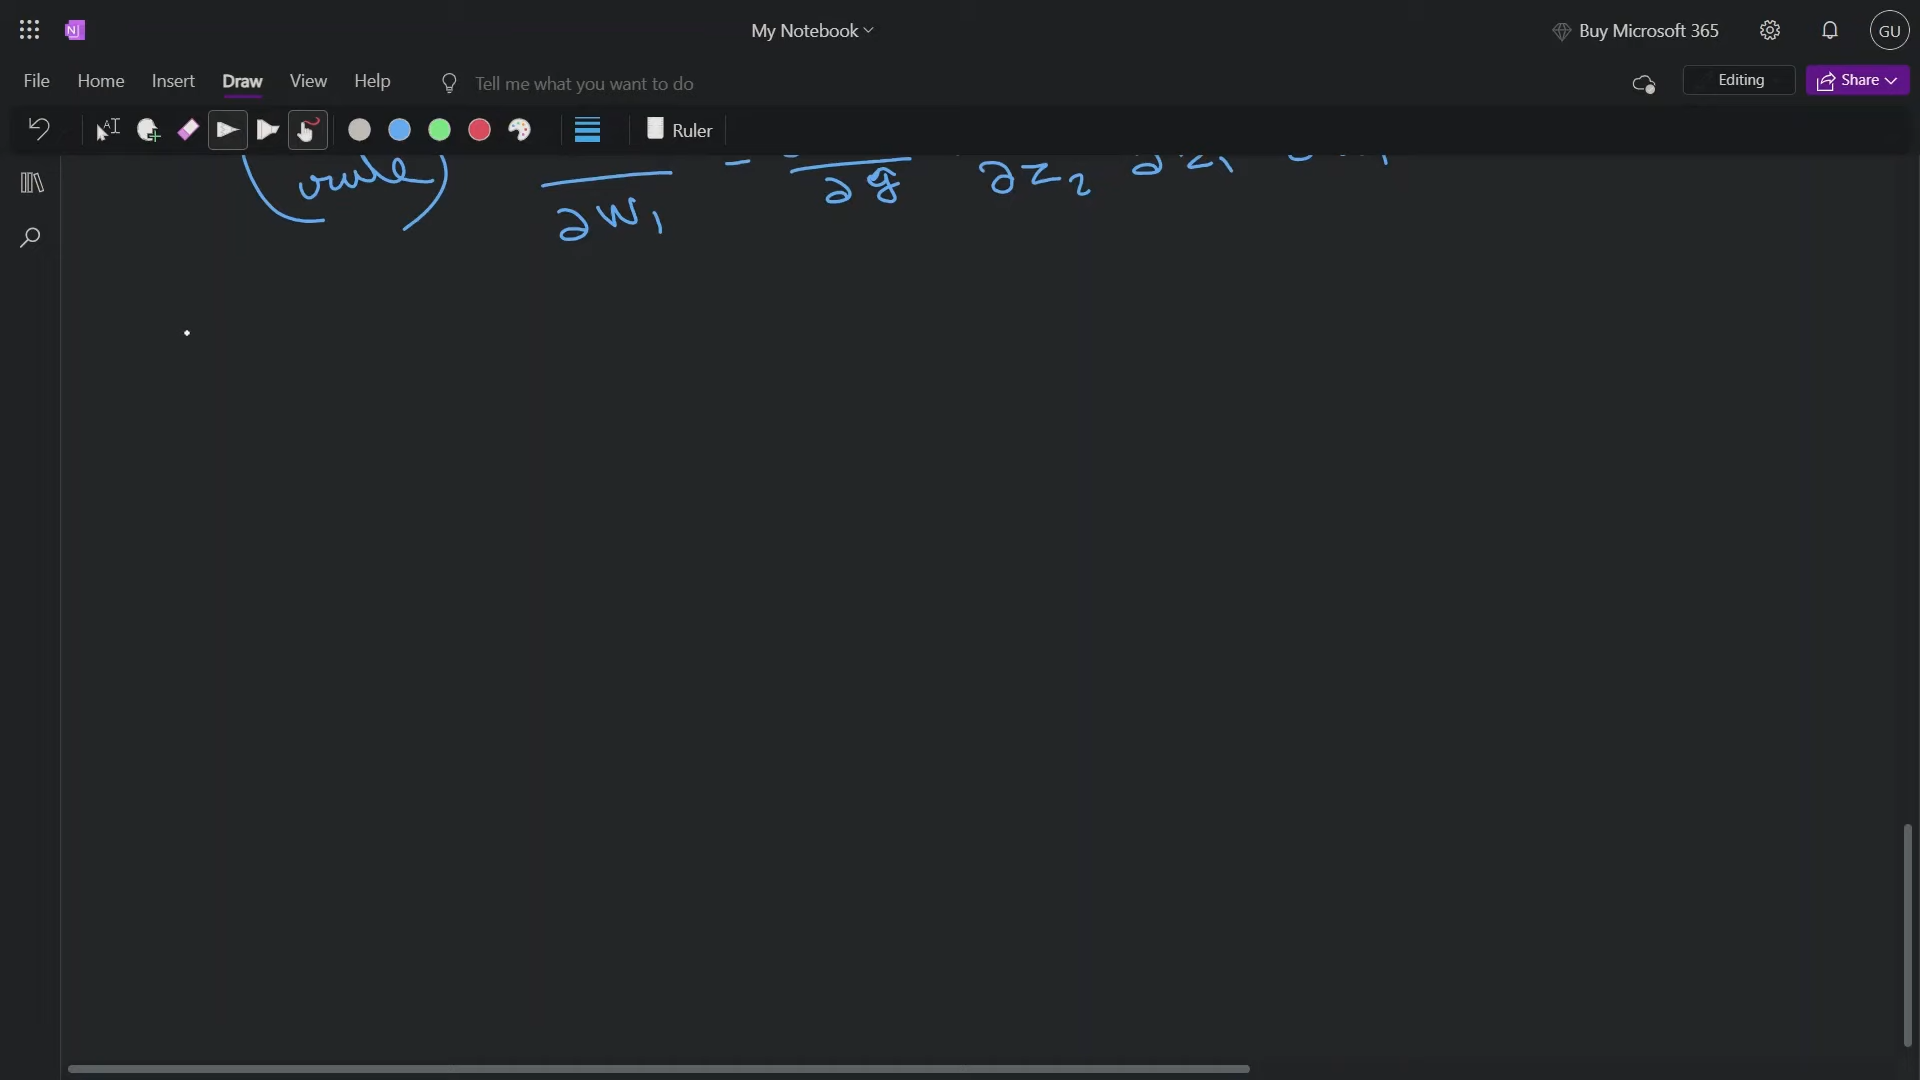 My Notebook
Buy Microsoft 365
GU
File Home Insert Draw View Help
Tell me what you want to do
Editing
Share
Ruler
(rule)
∂W₁ = ∂ŷ ∂z₂ ∂z₁